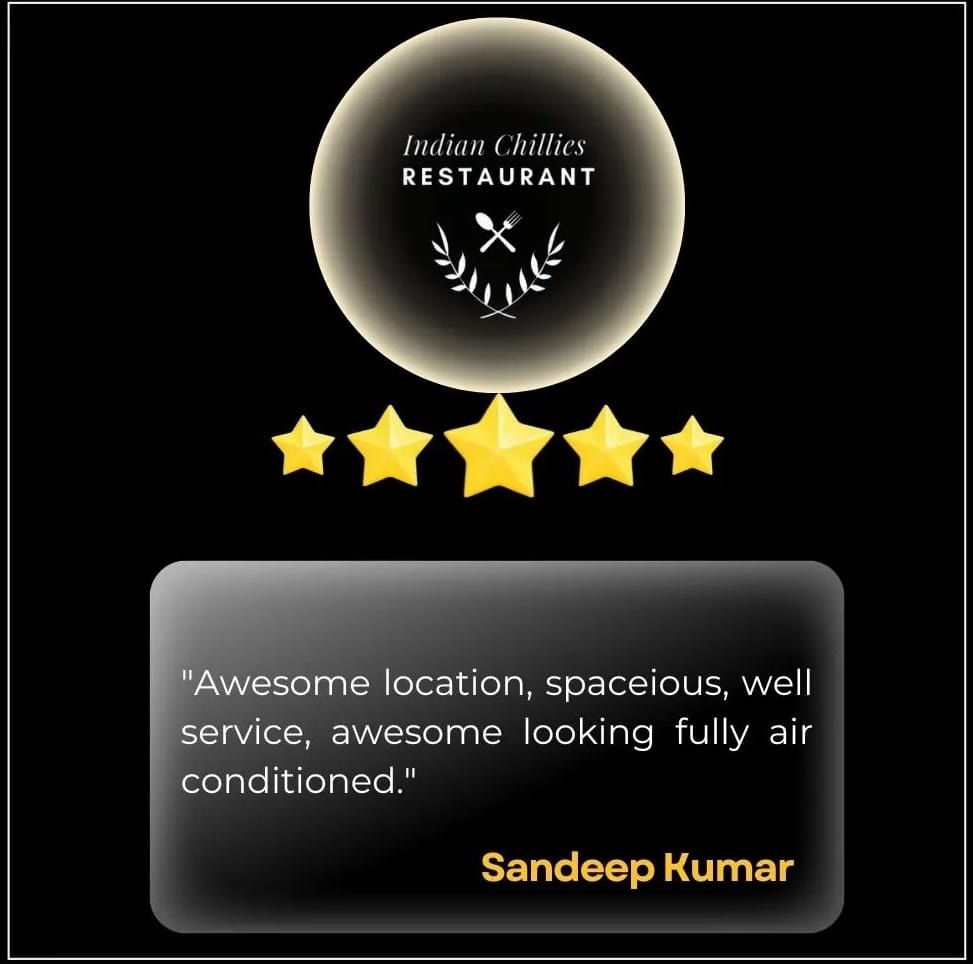 Indian Chillies
RESTAURANT
"Awesome location, spaceious, well
service, awesome looking fully air
conditioned."
Sandeep Kumar